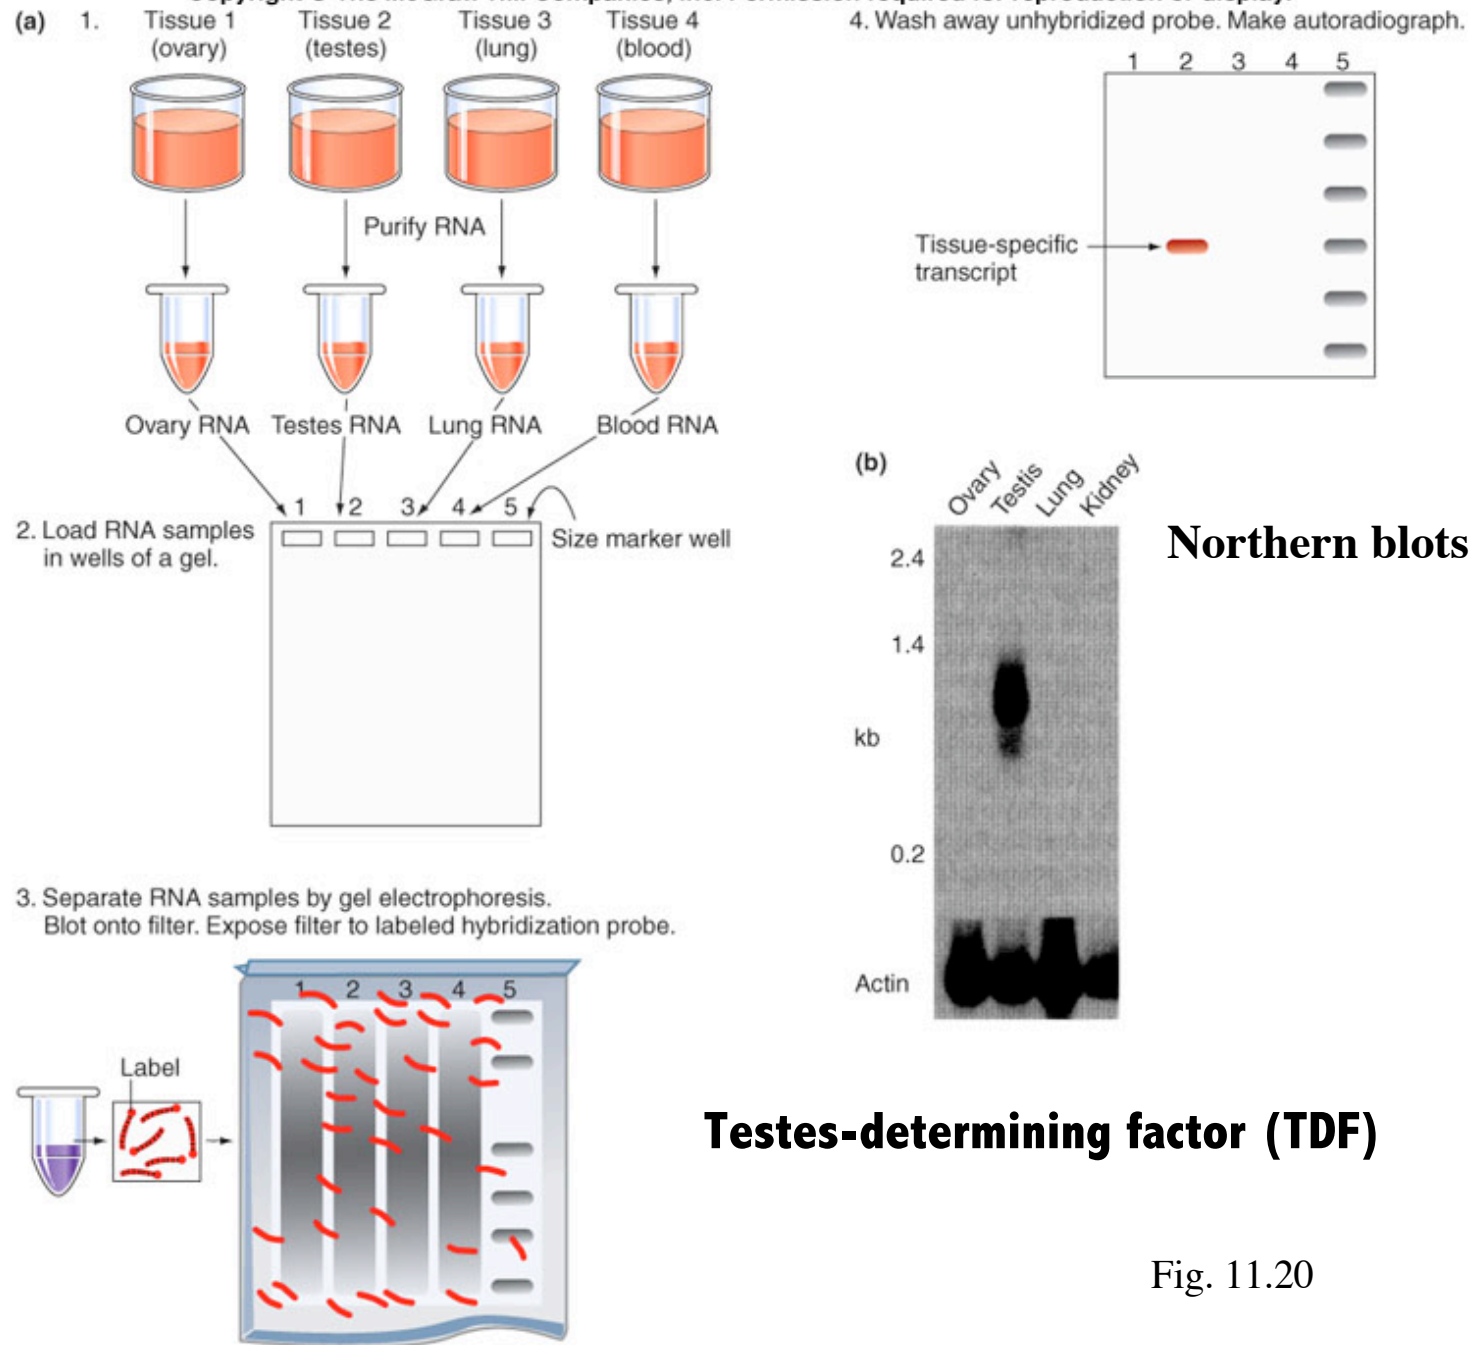 (a) 1.
Tissue 1
(ovary)
Tissue 2
(testes)
Tissue 3
(lung)
Tissue 4
(blood)
Purify RNA
Ovary RNA
Testes RNA
Lung RNA
Blood RNA
2. Load RNA samples
in wells of a gel.
1 2 3 4 5
Size marker well
3. Separate RNA samples by gel electrophoresis.
Blot onto filter. Expose filter to labeled hybridization probe.
Label
1 2 3 4 5
4. Wash away unhybridized probe. Make autoradiograph.
1 2 3 4 5
Tissue-specific
transcript
(b)
Ovary
Testis
Lung
Kidney
2.4
1.4
kb
0.2
Actin
Northern blots
Testes-determining factor (TDF)
Fig. 11.20